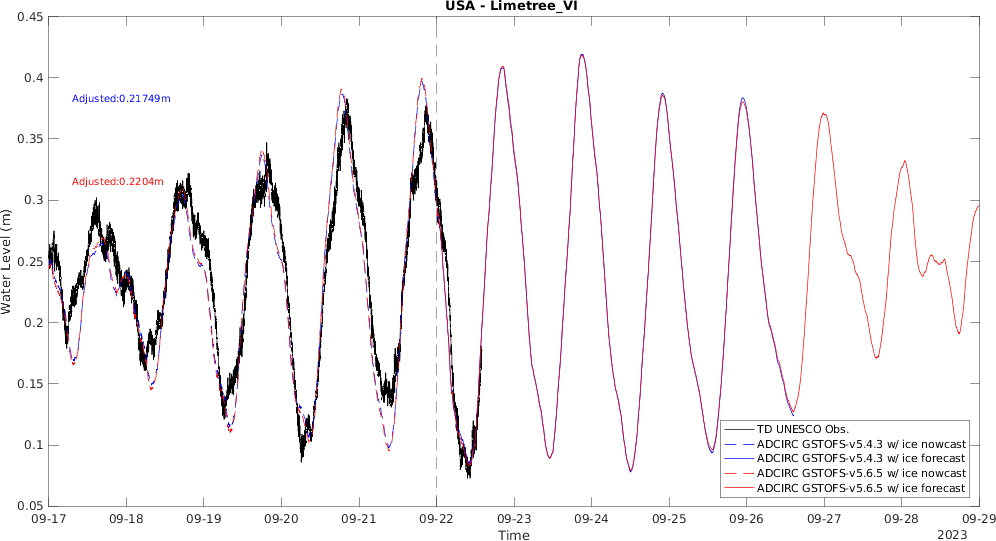 USA - Limetree_VI
0.45
0.4
0.35
0.3
0.25
0.2
0.15
0.1
0.05
Water Level (m)
Adjusted:0.21749m
Adjusted:0.2204m
TD UNESCO Obs.
ADCIRC GSTOFS-v5.4.3 w/ ice nowcast
ADCIRC GSTOFS-v5.4.3 w/ ice forecast
ADCIRC GSTOFS-v5.6.5 w/ ice nowcast
ADCIRC GSTOFS-v5.6.5 w/ ice forecast
09-17 09-18 09-19 09-20 09-21 09-22 09-23 09-24 09-25 09-26 09-27 09-28 09-29
Time
2023